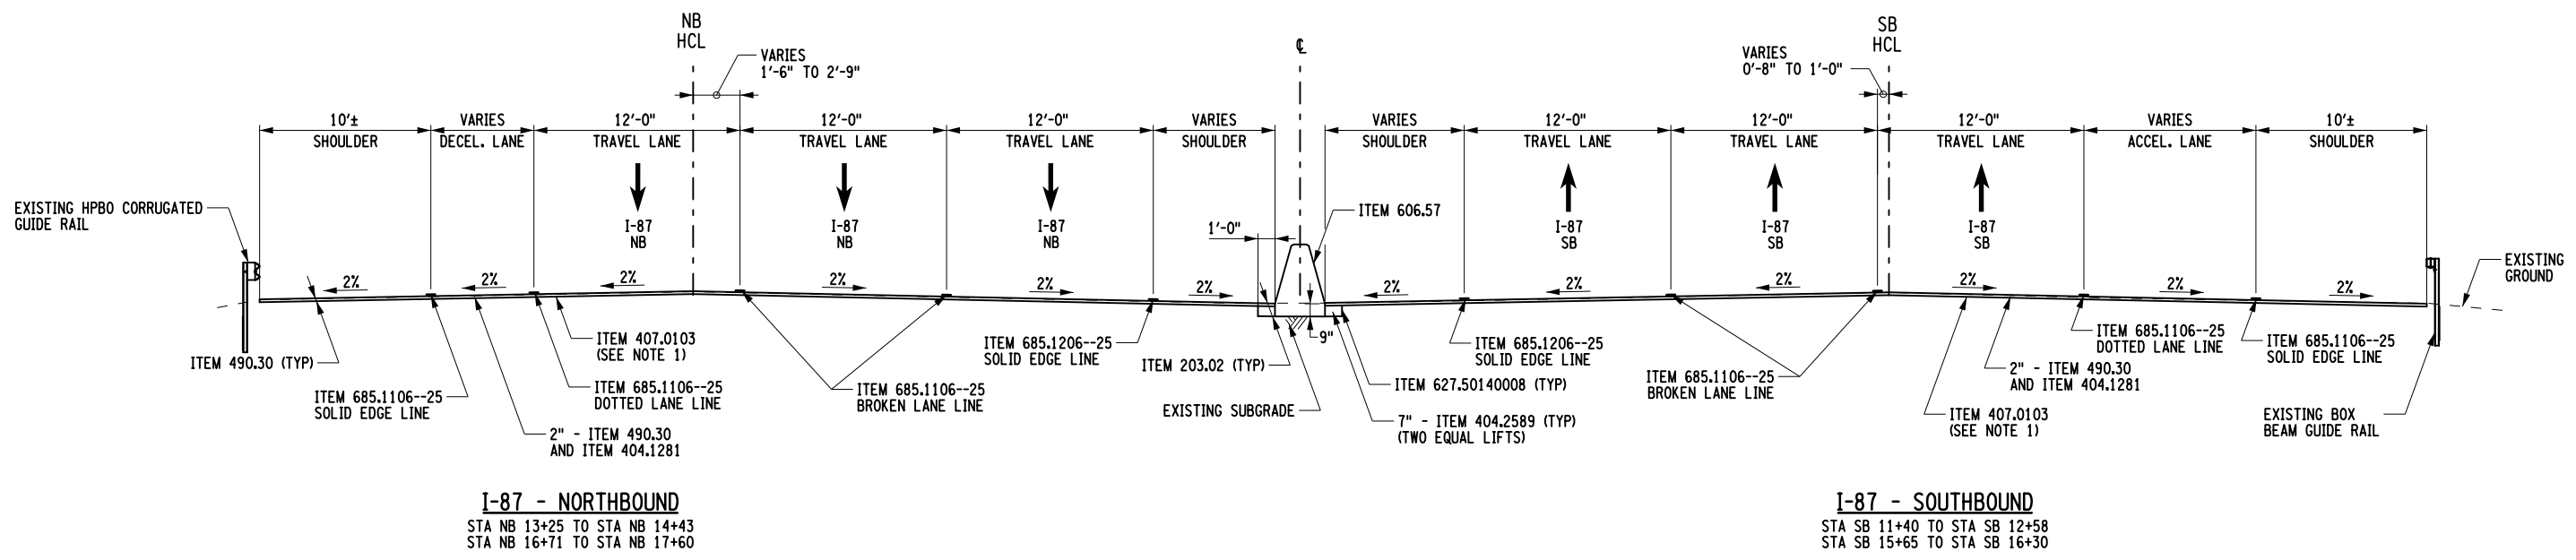 NB
HCL
VARIES
1'-6" TO 2'-9"
℄
SB
HCL
VARIES
0'-8" TO 1'-0"
10'±
SHOULDER
VARIES
DECEL. LANE
12'-0"
TRAVEL LANE
12'-0"
TRAVEL LANE
12'-0"
TRAVEL LANE
VARIES
SHOULDER
VARIES
SHOULDER
12'-0"
TRAVEL LANE
12'-0"
TRAVEL LANE
12'-0"
TRAVEL LANE
VARIES
ACCEL. LANE
10'±
SHOULDER
EXISTING HPBO CORRUGATED
GUIDE RAIL
I-87
NB
I-87
NB
I-87
NB
1'-0"
ITEM 606.57
I-87
SB
I-87
SB
I-87
SB
EXISTING
GROUND
2%
2%
2%
2%
2%
2%
2%
2%
2%
2%
2%
2%
9"
ITEM 490.30 (TYP)
ITEM 407.0103
(SEE NOTE 1)
ITEM 685.1106--25
SOLID EDGE LINE
ITEM 685.1106--25
DOTTED LANE LINE
2" - ITEM 490.30
AND ITEM 404.1281
ITEM 685.1106--25
BROKEN LANE LINE
ITEM 685.1206--25
SOLID EDGE LINE
ITEM 203.02 (TYP)
EXISTING SUBGRADE
ITEM 685.1206--25
SOLID EDGE LINE
ITEM 627.50140008 (TYP)
7" - ITEM 404.2589 (TYP)
(TWO EQUAL LIFTS)
ITEM 685.1106--25
BROKEN LANE LINE
ITEM 685.1106--25
DOTTED LANE LINE
2" - ITEM 490.30
AND ITEM 404.1281
ITEM 407.0103
(SEE NOTE 1)
ITEM 685.1106--25
SOLID EDGE LINE
EXISTING BOX
BEAM GUIDE RAIL
I-87 - NORTHBOUND
STA NB 13+25 TO STA NB 14+43
STA NB 16+71 TO STA NB 17+60
I-87 - SOUTHBOUND
STA SB 11+40 TO STA SB 12+58
STA SB 15+65 TO STA SB 16+30